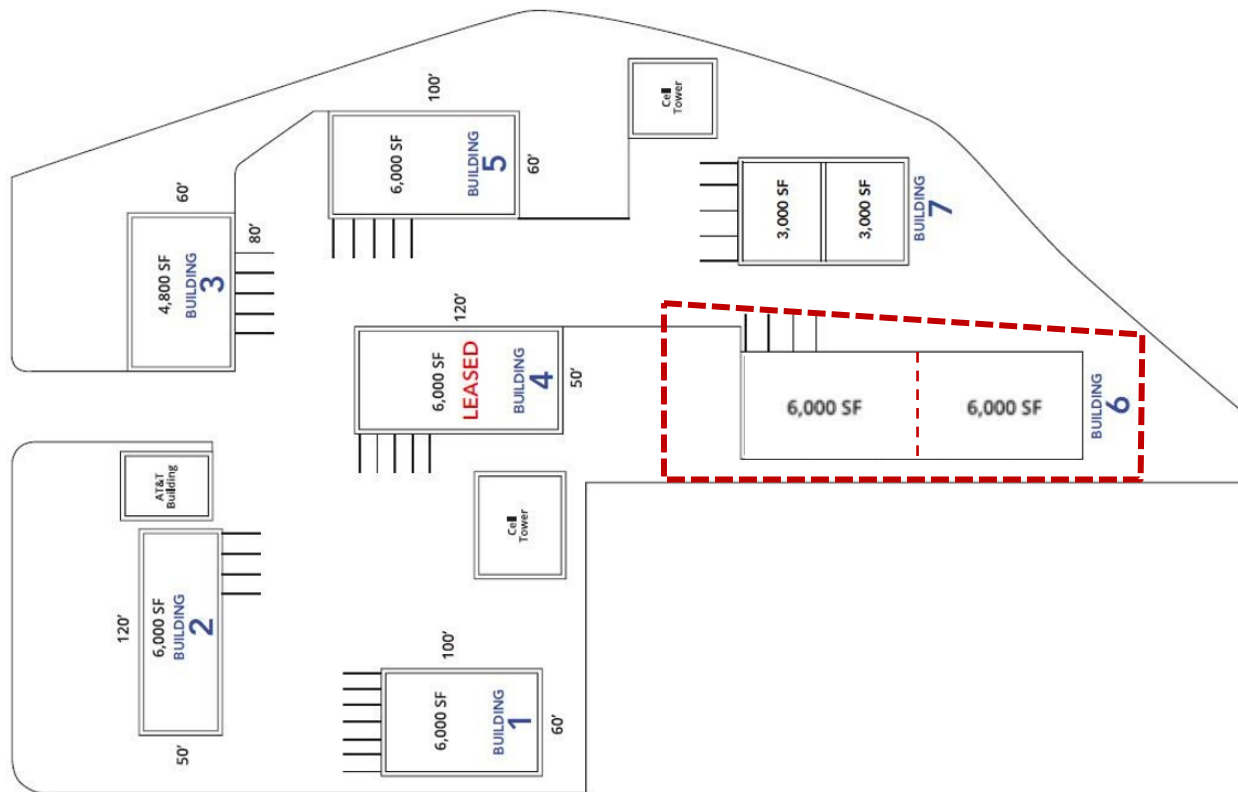 100’
Cell
Tower
6,000 SF
BUILDING
5
60’
60’
80’
4,800 SF
BUILDING
3
3,000 SF
3,000 SF
BUILDING
7
120’
6,000 SF
LEASED
BUILDING
4
50’
6,000 SF
6,000 SF
BUILDING
6
AT&T
Building
Cell
Tower
120’
6,000 SF
BUILDING
2
50’
100’
6,000 SF
BUILDING
1
60’